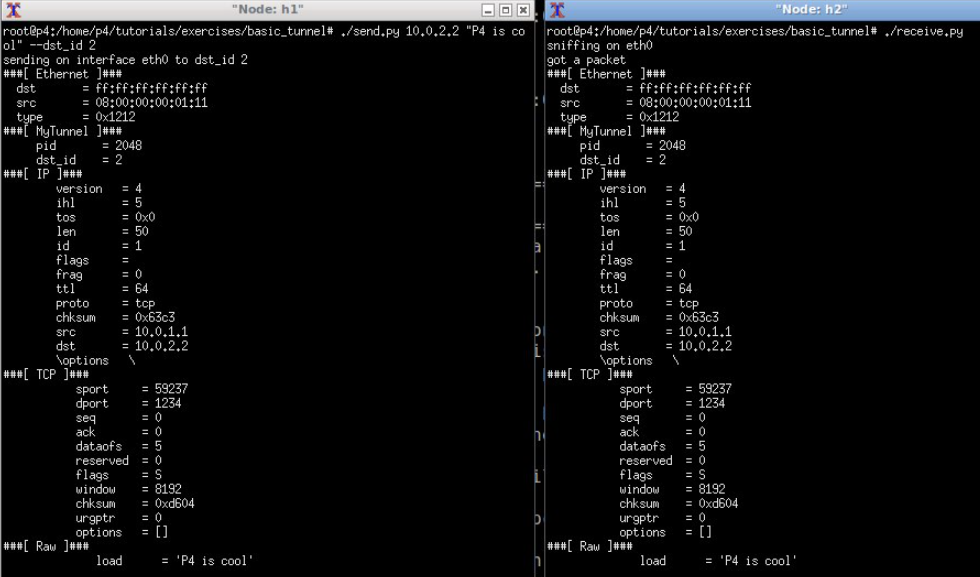 "Node: h1"
root@p4:/home/p4/tutorials/exercises/basic_tunnel# ./send.py 10.0.2.2 "P4 is co
ol" --dst_id 2
sending on interface eth0 to dst_id 2
###[ Ethernet ]###
dst = ff:ff:ff:ff:ff:ff
src = 08:00:00:00:01:11
type = 0x1212
###[ MyTunnel ]###
pid = 2048
dst_id = 2
###[ IP ]###
version = 4
ihl = 5
tos = 0x0
len = 50
id = 1
flags =
frag = 0
ttl = 64
proto = tcp
chksum = 0x63c3
src = 10.0.1.1
dst = 10.0.2.2
\options \
###[ TCP ]###
sport = 59237
dport = 1234
seq = 0
ack = 0
dataofs = 5
reserved = 0
flags = S
window = 8192
chksum = 0xd604
urgptr = 0
options = []
###[ Raw ]###
load = 'P4 is cool'
"Node: h2"
root@p4:/home/p4/tutorials/exercises/basic_tunnel# ./receive.py
sniffing on eth0
got a packet
###[ Ethernet ]###
dst = ff:ff:ff:ff:ff:ff
src = 08:00:00:00:01:11
type = 0x1212
###[ MyTunnel ]###
pid = 2048
dst_id = 2
###[ IP ]###
version = 4
ihl = 5
tos = 0x0
len = 50
id = 1
flags =
frag = 0
ttl = 64
proto = tcp
chksum = 0x63c3
src = 10.0.1.1
dst = 10.0.2.2
\options \
###[ TCP ]###
sport = 59237
dport = 1234
seq = 0
ack = 0
dataofs = 5
reserved = 0
flags = S
window = 8192
chksum = 0xd604
urgptr = 0
options = []
###[ Raw ]###
load = 'P4 is cool'